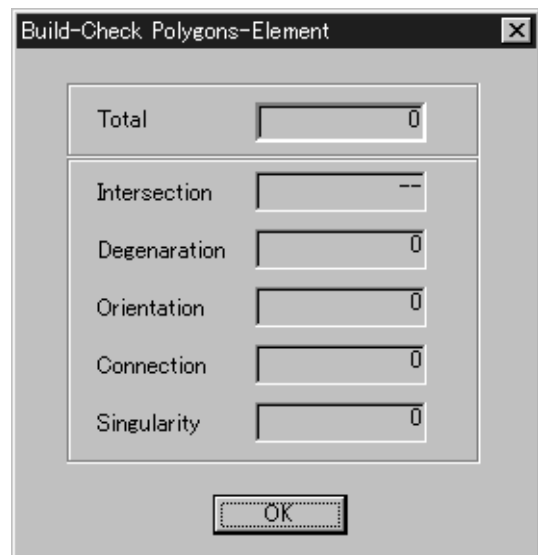 Build-Check Polygons-Element
Total 0
Intersection --
Degenaration 0
Orientation 0
Connection 0
Singularity 0
OK